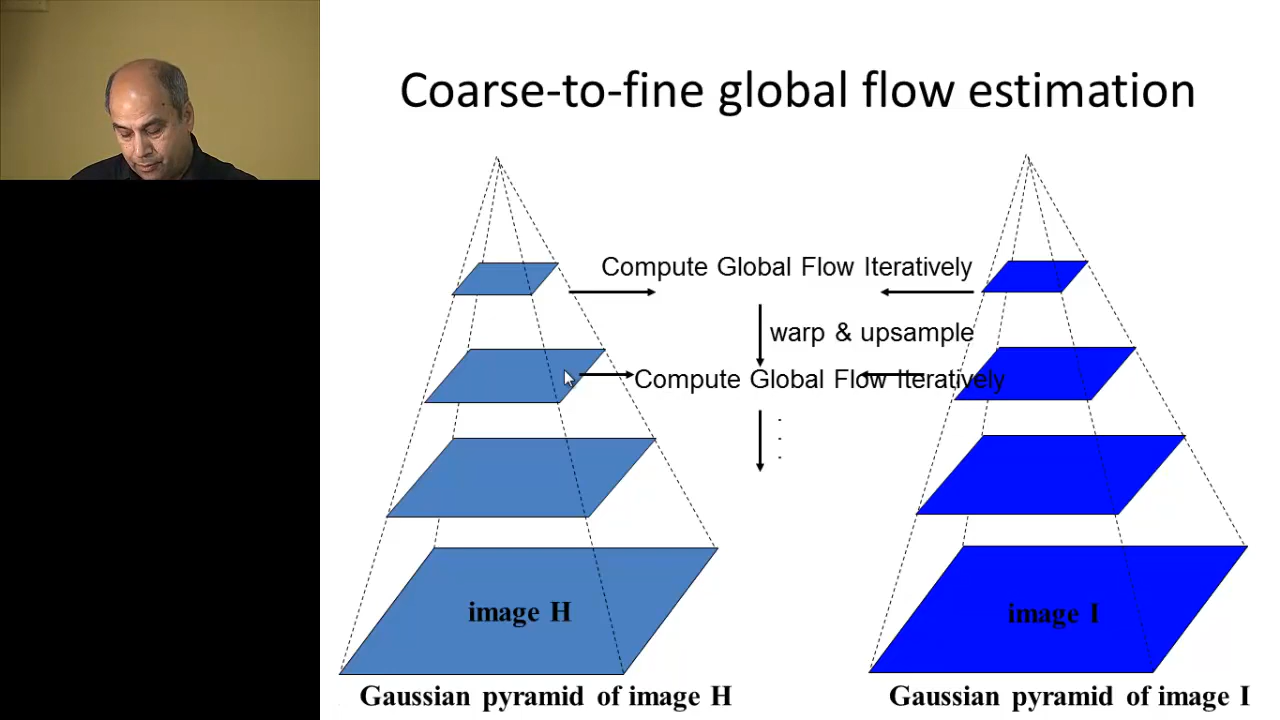 Coarse-to-fine global flow estimation
Compute Global Flow Iteratively
warp & upsample
Compute Global Flow Iteratively
.
.
.
image H
image I
Gaussian pyramid of image H
Gaussian pyramid of image I